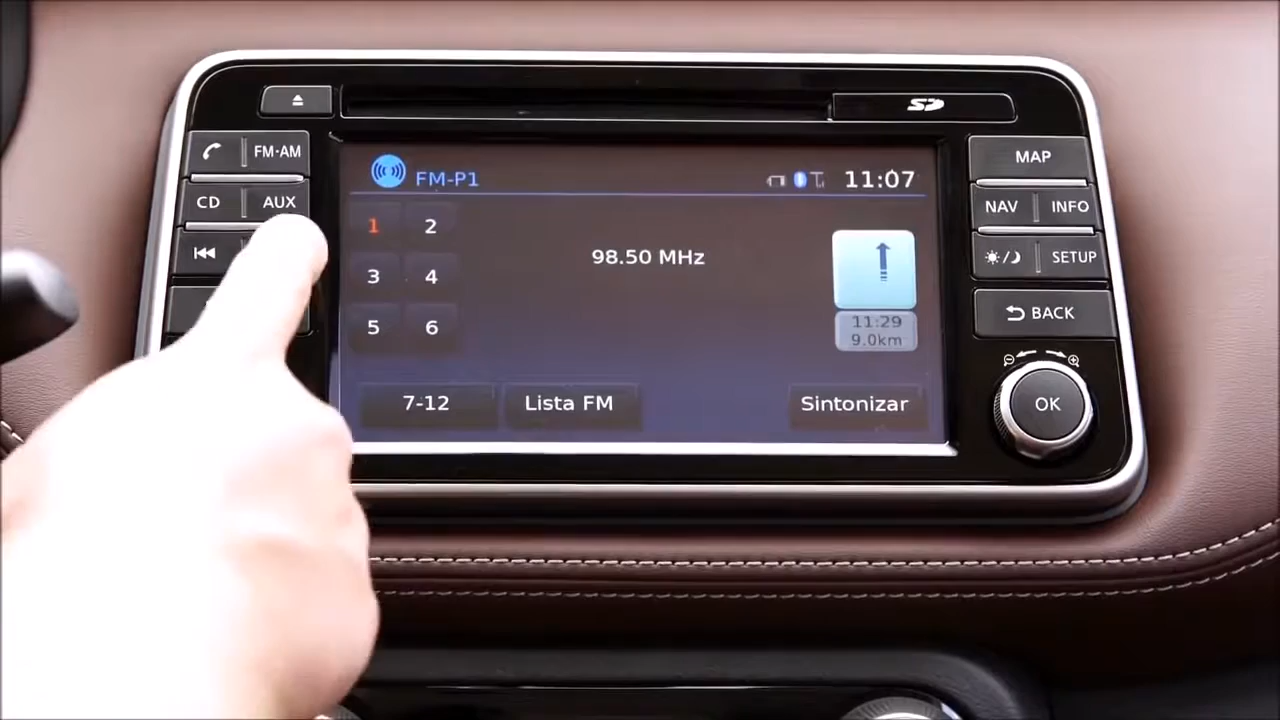 SD
FM·AM
MAP
FM-P1
11:07
CD
AUX
NAV
INFO
1
2
98.50 MHz
SETUP
3
4
BACK
11:29
9.0km
5
6
7-12
Lista FM
Sintonizar
OK